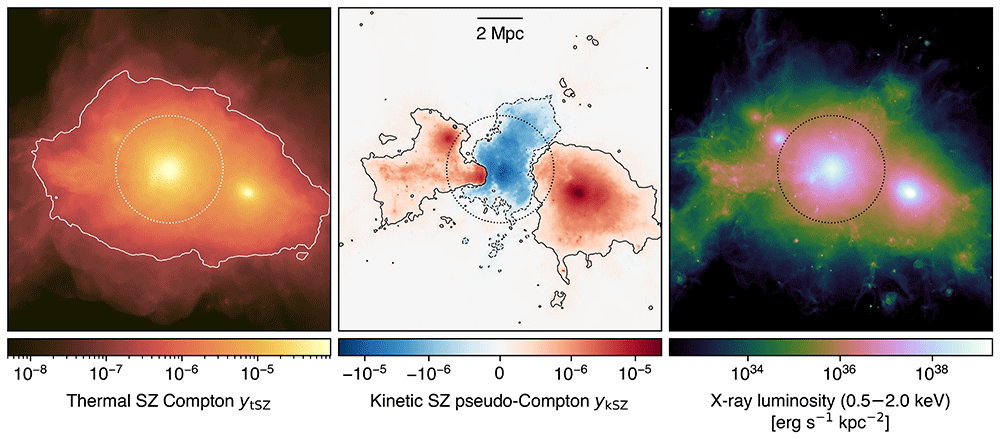 2 Mpc
10⁻⁸ 10⁻⁷ 10⁻⁶ 10⁻⁵
Thermal SZ Compton ytSZ
−10⁻⁵ −10⁻⁶ 0 10⁻⁶ 10⁻⁵
Kinetic SZ pseudo-Compton ykSZ
10³⁴ 10³⁶ 10³⁸
X-ray luminosity (0.5−2.0 keV)
[erg s⁻¹ kpc⁻²]